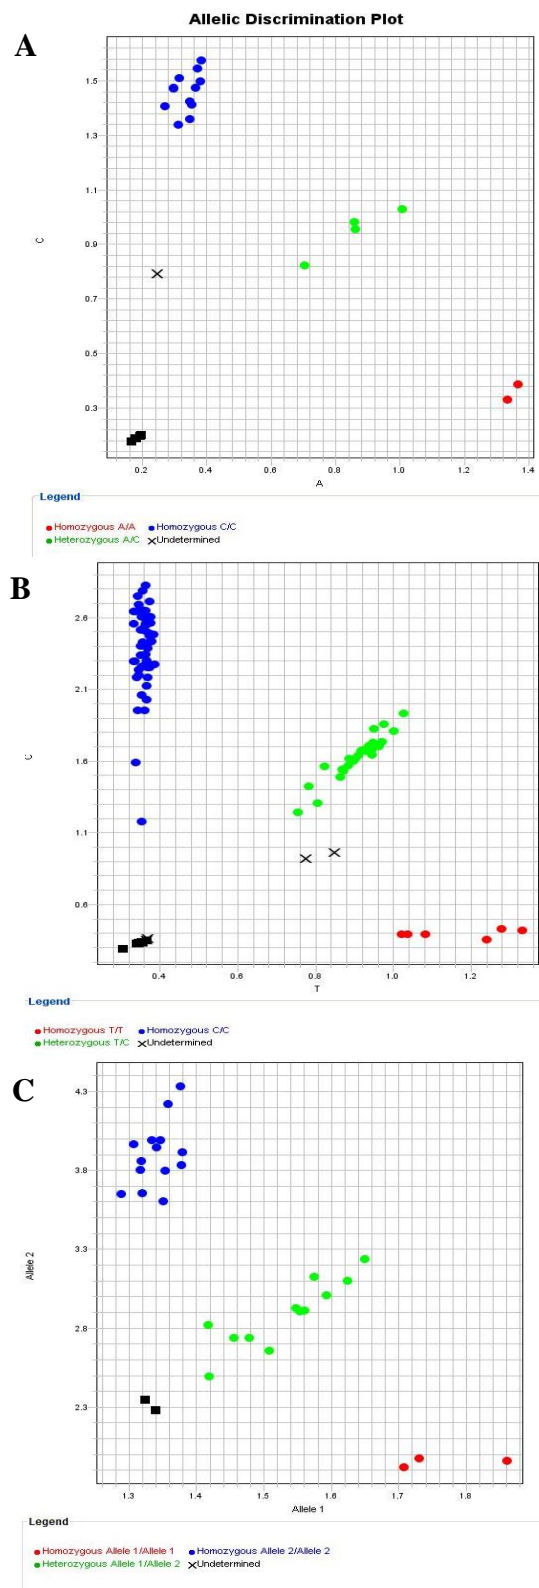 Allelic Discrimination Plot
A
1.5
1.3
1.1
C
0.9
0.7
0.5
0.3
0.2 0.4 0.6 0.8 1.0 1.2 1.4
A
Legend
Homozygous A/A Homozygous C/C
Heterozygous A/C Undetermined
B
2.6
2.1
C
1.6
1.1
0.6
0.4 0.6 0.8 1.0 1.2
T
Legend
Homozygous T/T Homozygous C/C
Heterozygous T/C Undetermined
C
4.3
3.8
3.3
Allele 2
2.8
2.3
1.3 1.4 1.5 1.6 1.7 1.8
Allele 1
Legend
Homozygous Allele 1/Allele 1 Homozygous Allele 2/Allele 2
Heterozygous Allele 1/Allele 2 Undetermined